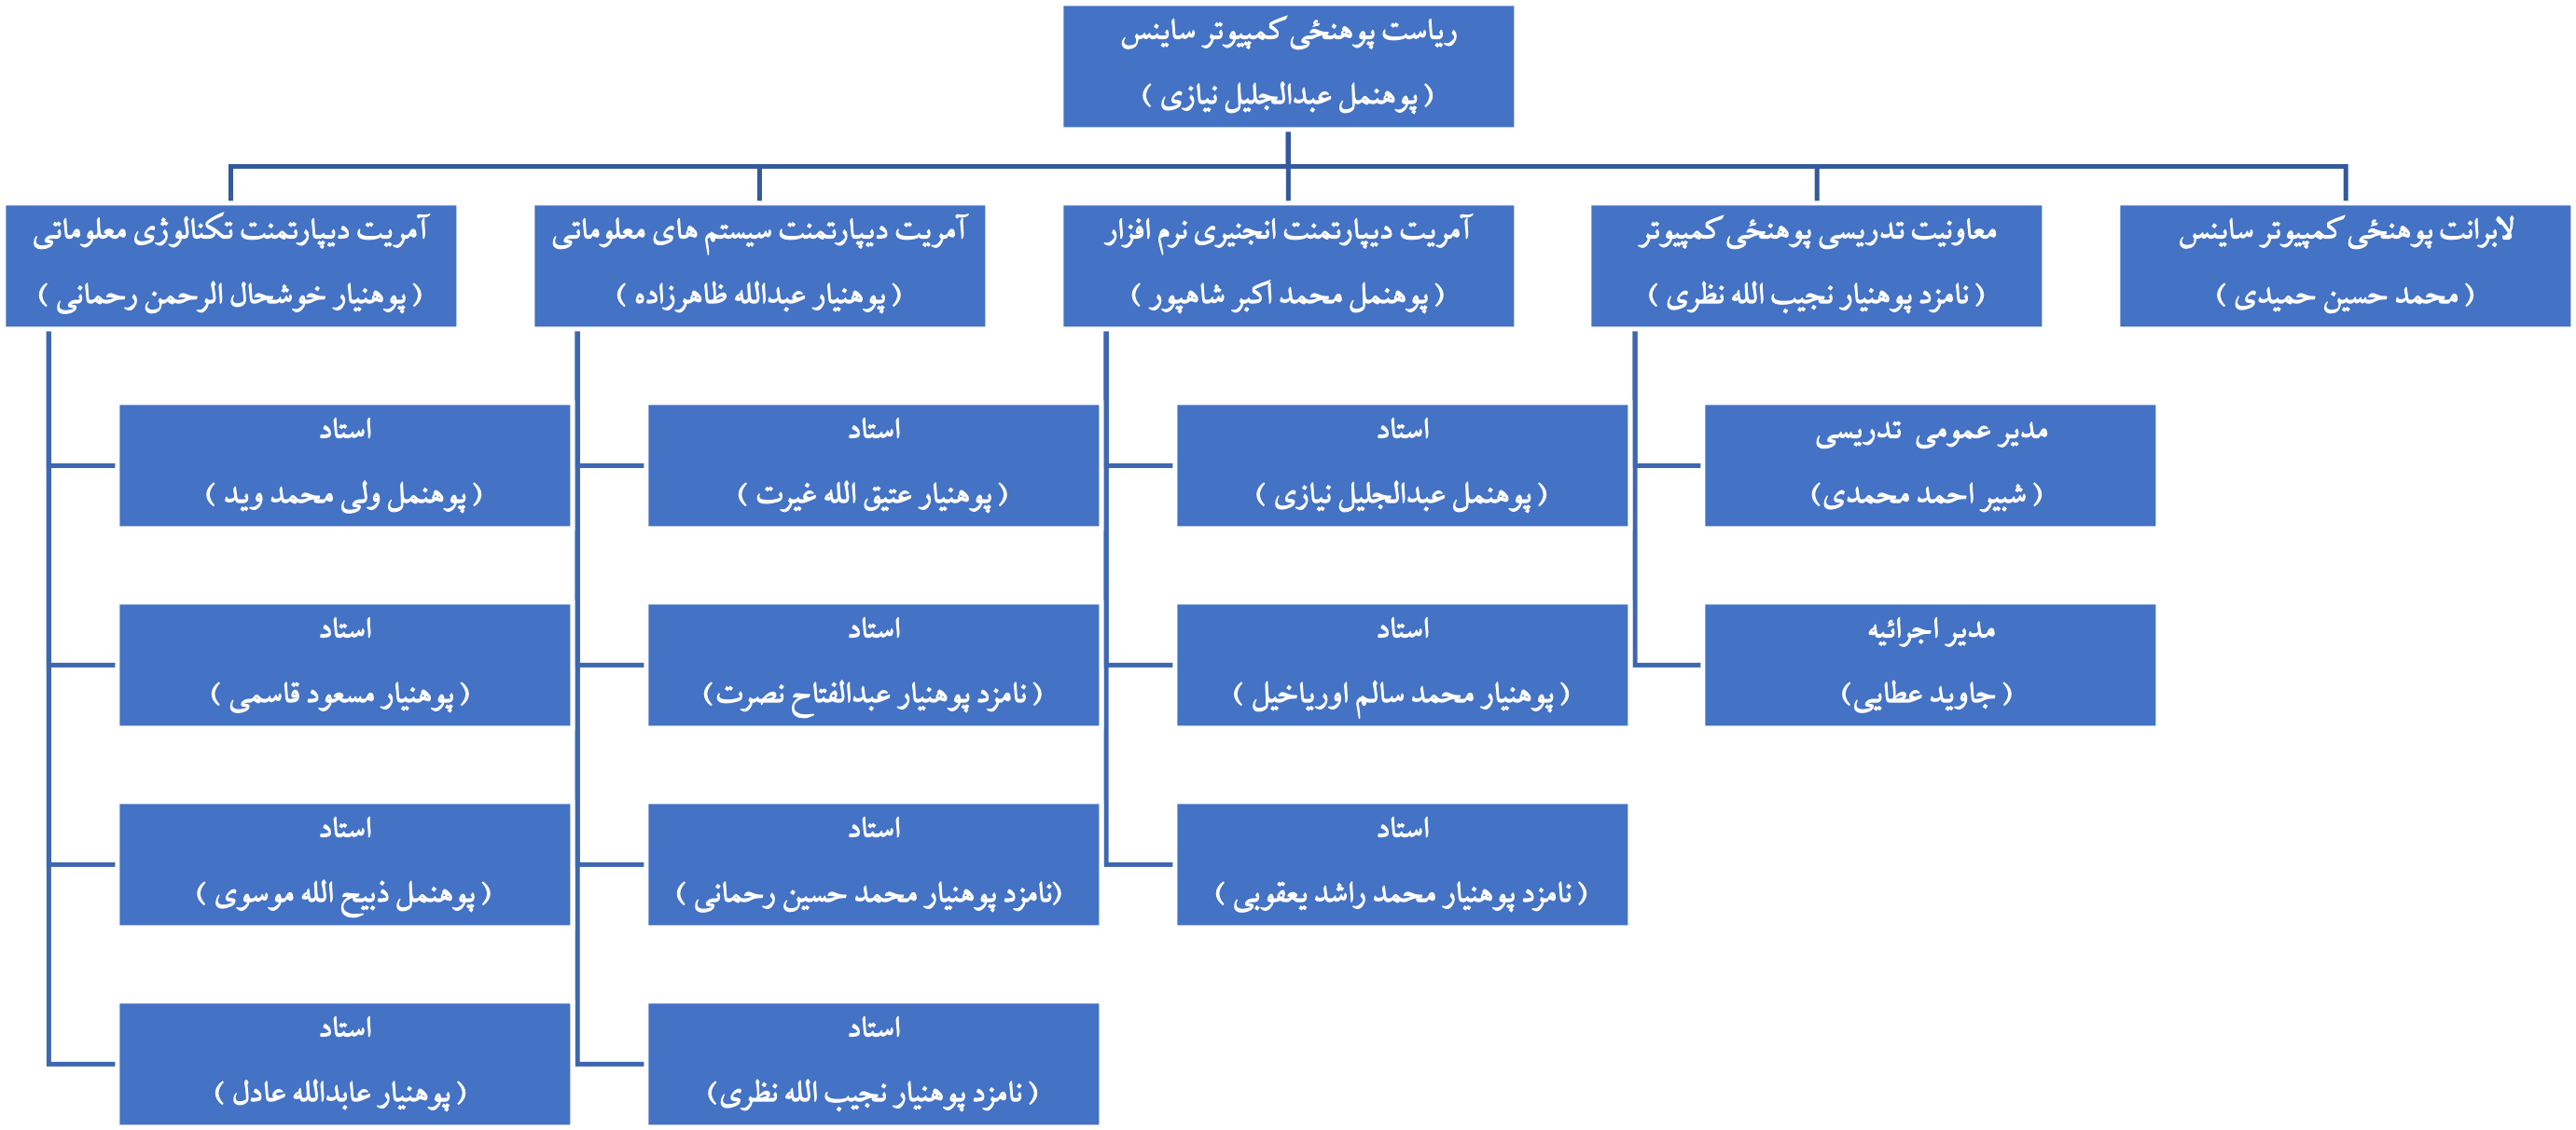 ریاست پوهنځی کمپیوتر ساینس
(پوهنمل عبدالجلیل نیازی )
لابرانت پوهنځی کمپیوتر ساینس
( محمد حسین حمیدی )
معاونیت تدریسی پوهنځی کمپیوتر
(نامزد پوهنیار نجیب الله نظری )
آمریت دیپارتمنت انجنیری نرم افزار
(پوهنمل محمد اکبر شاهپور )
آمریت دیپارتمنت سیستم های معلوماتی
(پوهنیار عبدالله ظاهرزاده )
آمریت دیپارتمنت تکنالوژی معلوماتی
(پوهنیار خوشحال الرحمن رحمانی )
مدیر عمومی تدریسی
( شبیر احمد محمدی)
مدیر اجرائیه
( جاوید عطایی)
استاد
(پوهنمل عبدالجلیل نیازی )
استاد
(پوهنیار محمد سالم اوریاخیل )
استاد
( نامزد پوهنیار محمد راشد یعقوبی )
استاد
(پوهنیار عتیق الله غیرت )
استاد
( نامزد پوهنیار عبدالفتاح نصرت)
استاد
(نامزد پوهنیار محمد حسین رحمانی )
استاد
( نامزد پوهنیار نجیب الله نظری)
استاد
(پوهنمل ولی محمد وید )
استاد
(پوهنیار مسعود قاسمی )
استاد
(پوهنمل ذبیح الله موسوی )
استاد
(پوهنیار عابدالله عادل )